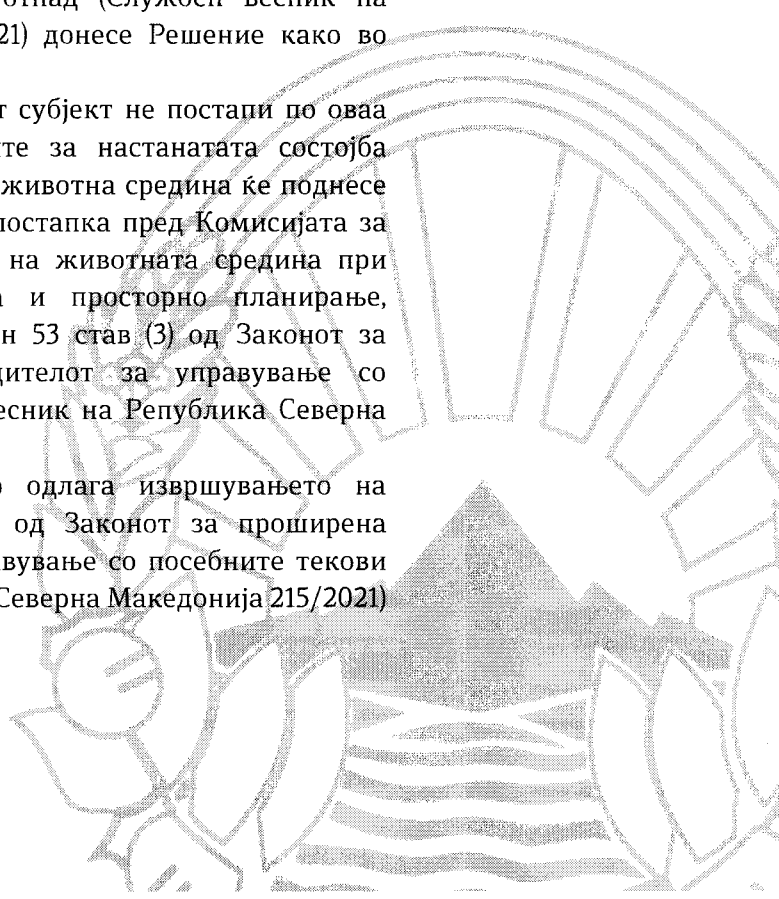 отпад (Службен весник на
21) донесе Решение како во
т субјект не постапи по оваа
те за настанатата состојба
животна средина ќе поднесе
постапка пред Комисијата за
на животната средина при
а и просторно планирање,
н 53 став (3) од Законот за
дителот за управување со
есник на Република Северна
о одлага извршувањето на
од Законот за проширена
авување со посебните текови
Северна Македонија 215/2021)